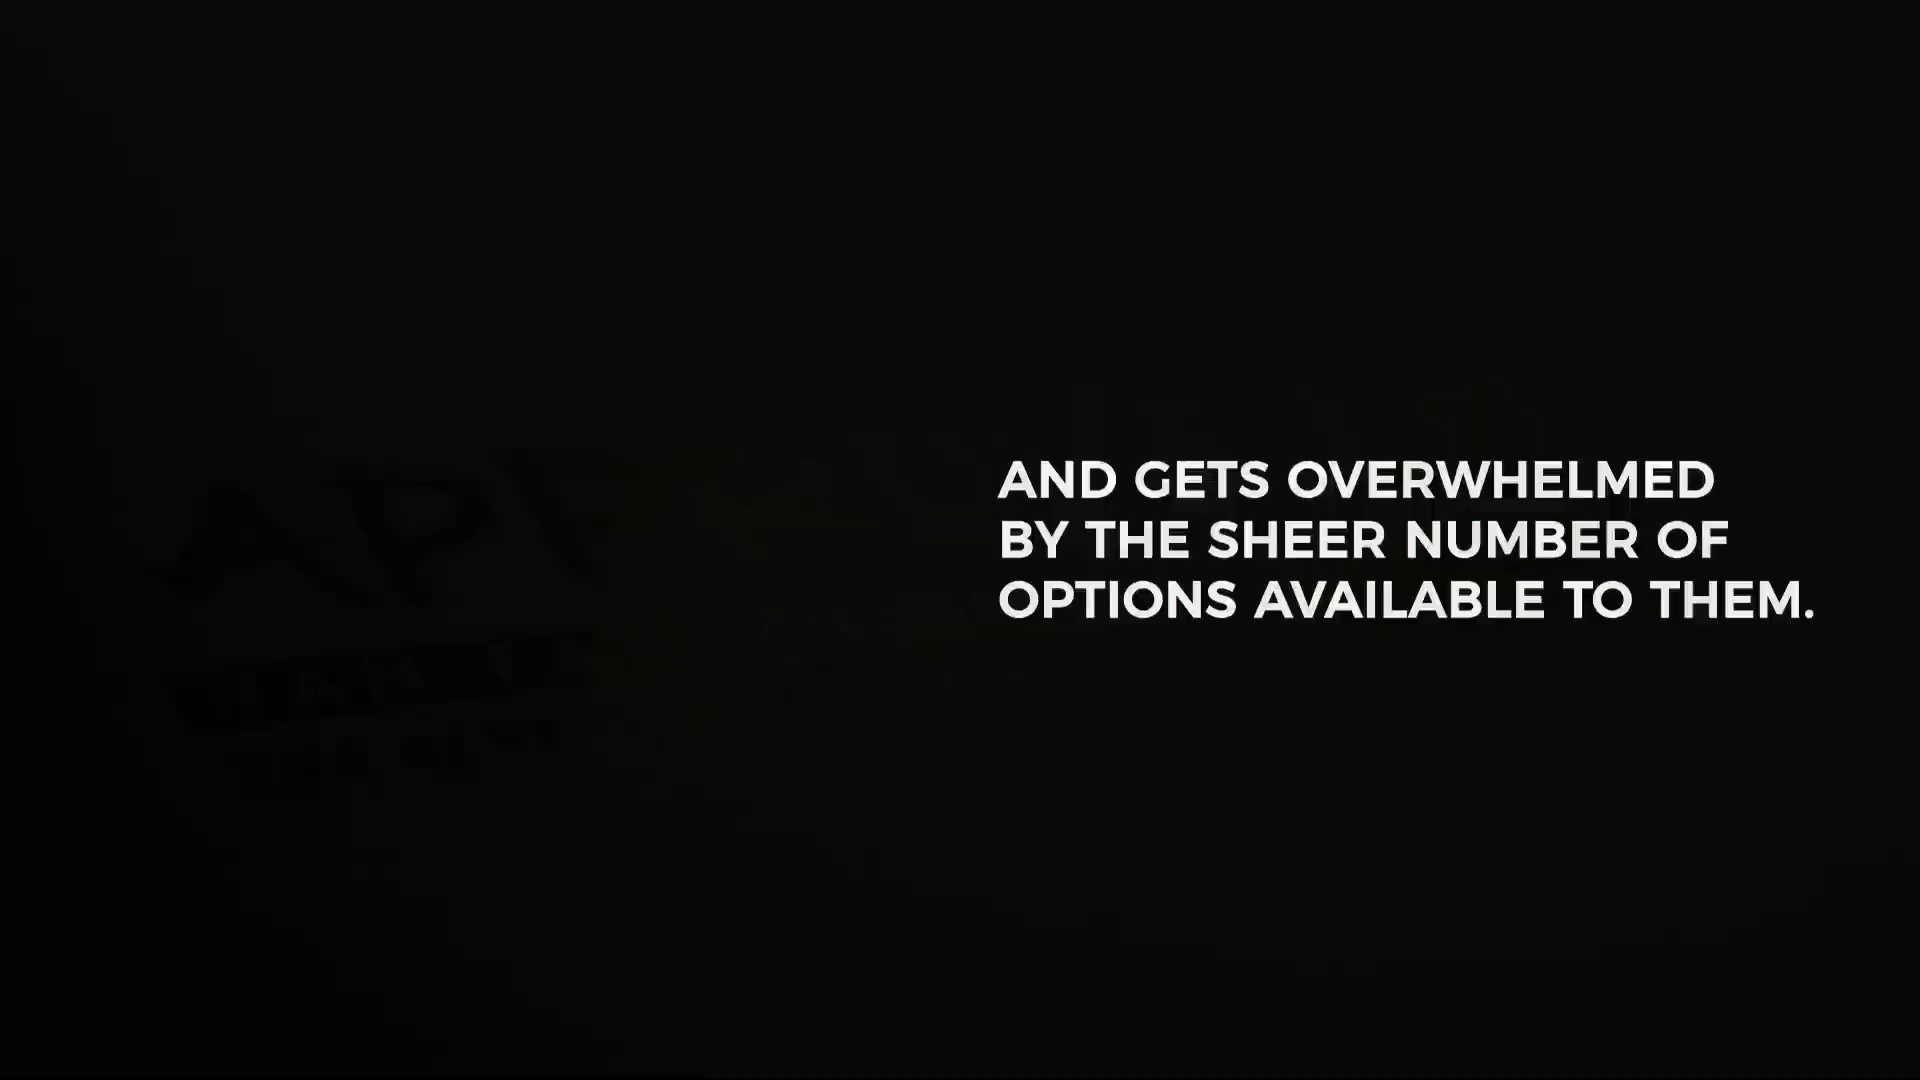 AND GETS OVERWHELMED
BY THE SHEER NUMBER OF
OPTIONS AVAILABLE TO THEM.